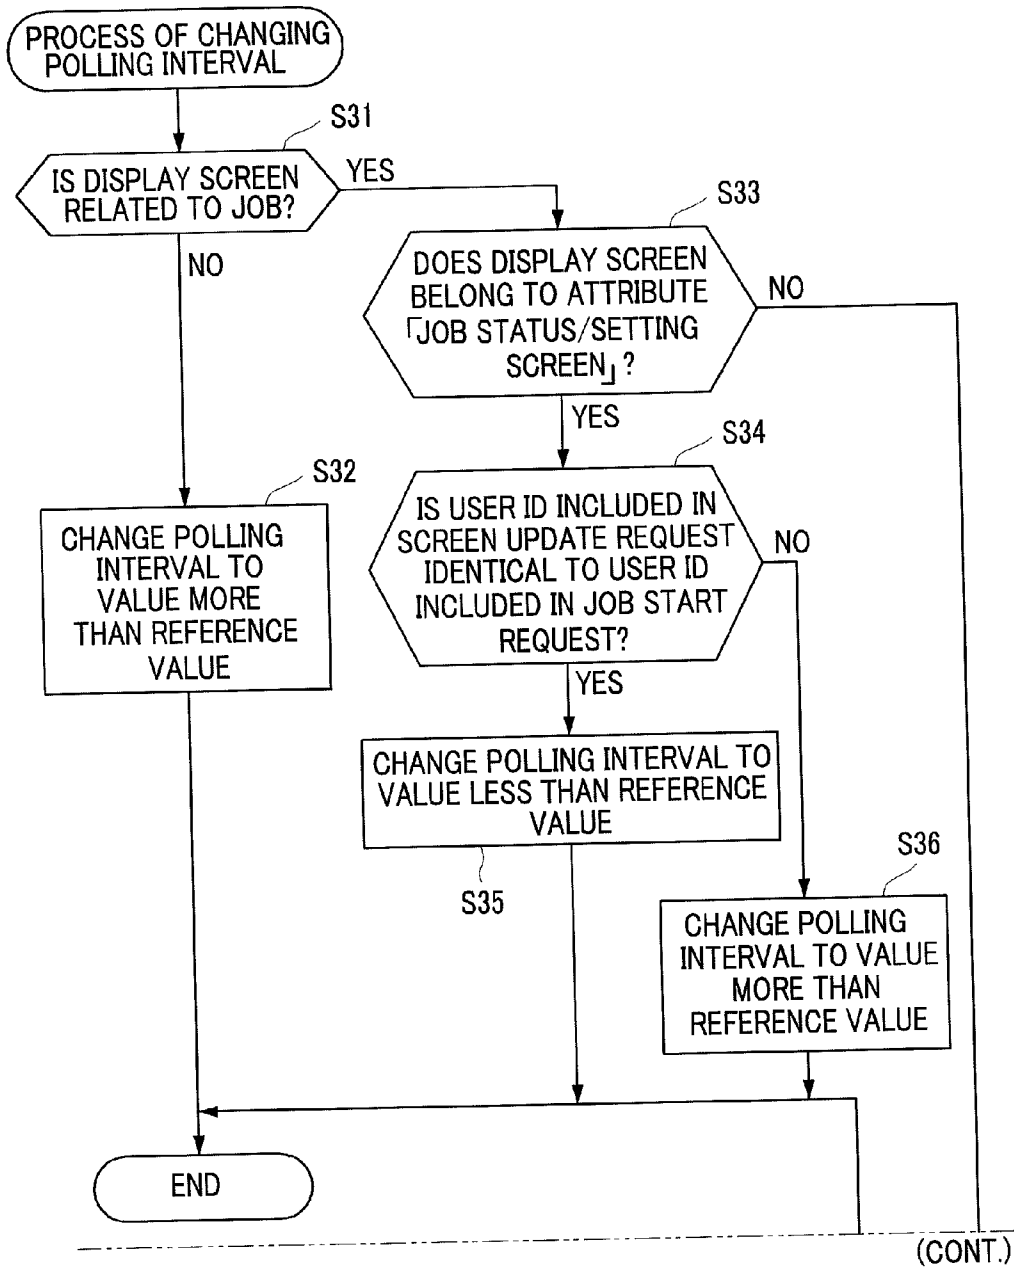 PROCESS OF CHANGING
POLLING INTERVAL
S31
IS DISPLAY SCREEN
RELATED TO JOB?
YES
NO
S33
DOES DISPLAY SCREEN
BELONG TO ATTRIBUTE
「JOB STATUS/SETTING
SCREEN」?
NO
YES
S34
IS USER ID INCLUDED IN
SCREEN UPDATE REQUEST
IDENTICAL TO USER ID
INCLUDED IN JOB START
REQUEST?
NO
YES
S32
CHANGE POLLING
INTERVAL TO
VALUE MORE
THAN REFERENCE
VALUE
CHANGE POLLING INTERVAL TO
VALUE LESS THAN REFERENCE
VALUE
S35
S36
CHANGE POLLING
INTERVAL TO VALUE
MORE THAN
REFERENCE VALUE
END
(CONT.)